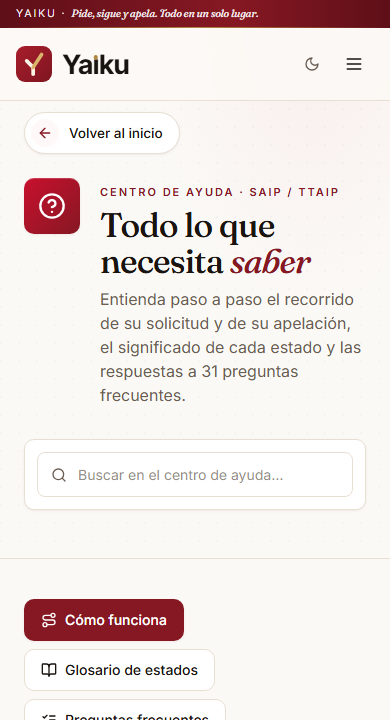 YAIKU · Pide, sigue y apela. Todo en un solo lugar.
Yaiku
Volver al inicio
CENTRO DE AYUDA · SAIP / TTAIP
Todo lo que
necesita saber
Entienda paso a paso el recorrido
de su solicitud y de su apelación,
el significado de cada estado y las
respuestas a 31 preguntas
frecuentes.
Buscar en el centro de ayuda...
Cómo funciona
Glosario de estados
Preguntas frecuentes